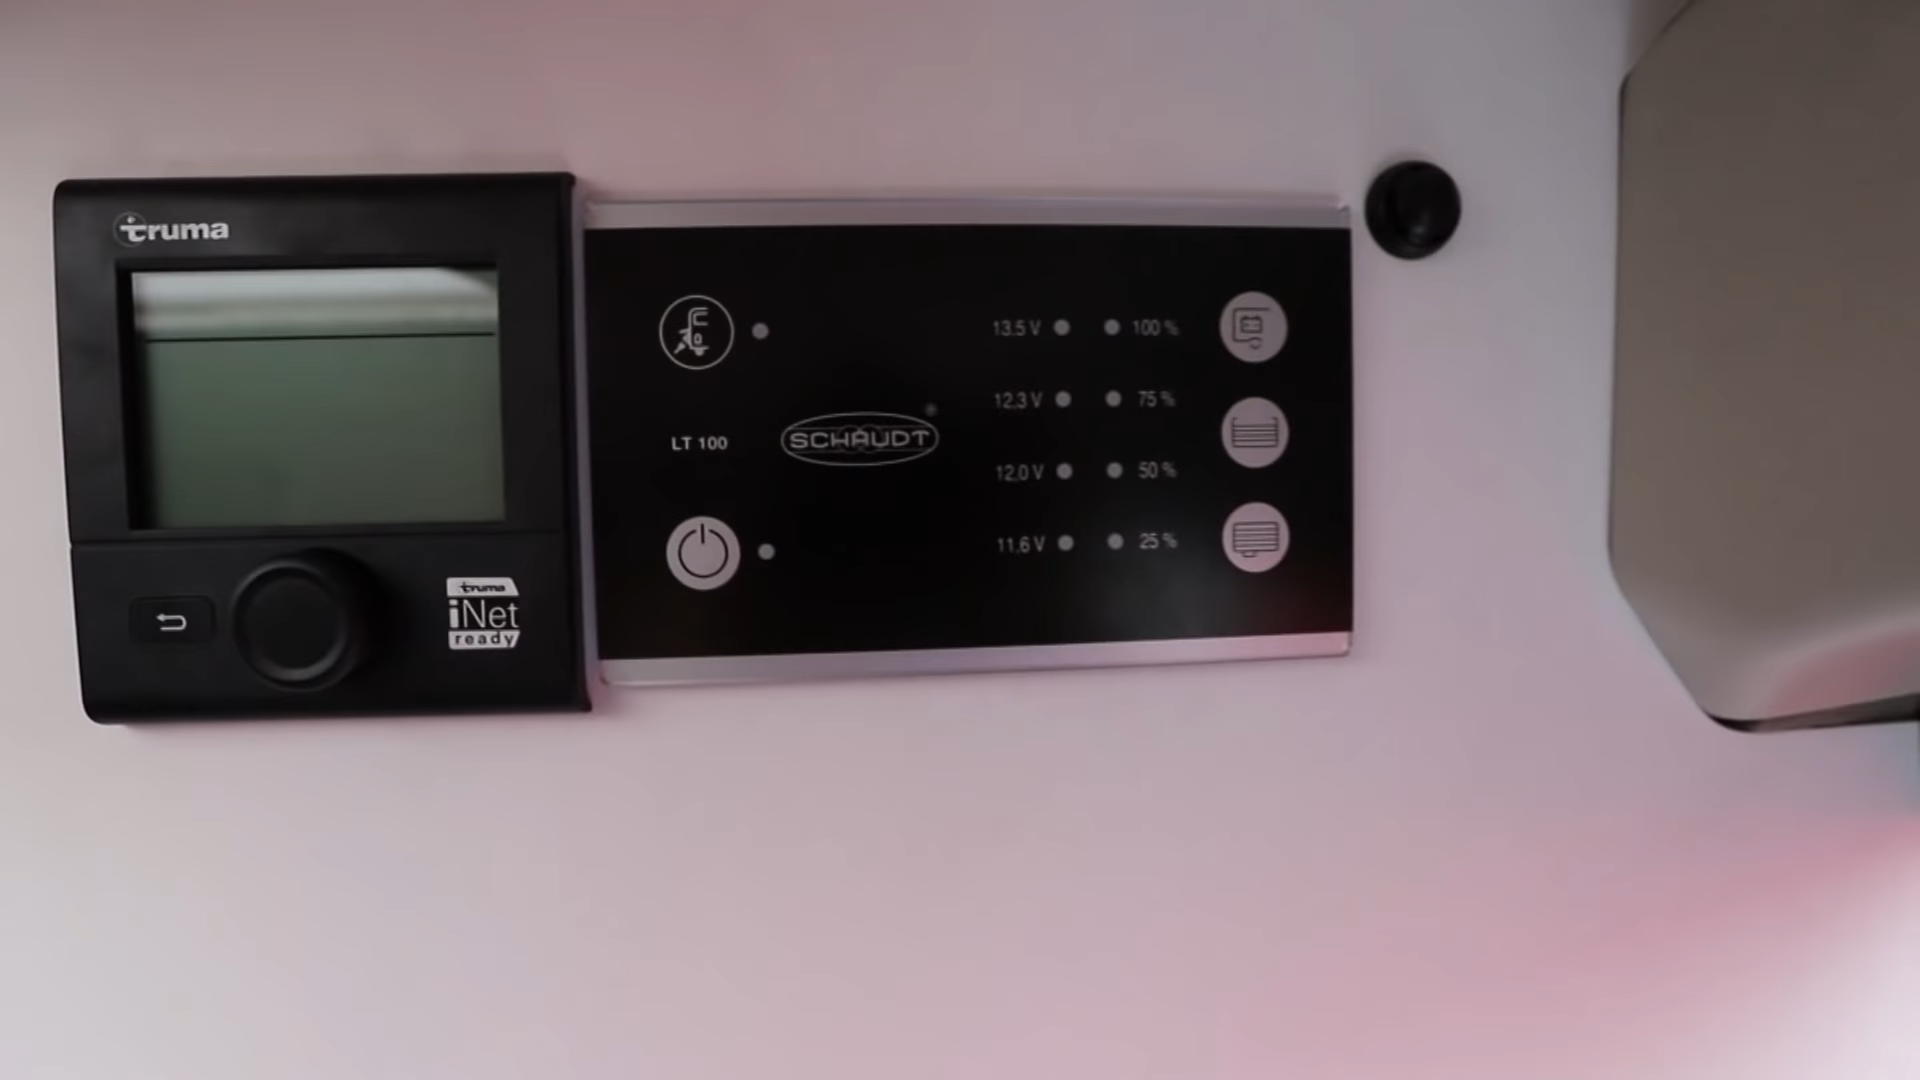 truma
truma
iNet
ready
LT 100
SCHAUDT
®
13.5 V 100 %
12.3 V 75 %
12.0 V 50 %
11.6 V 25 %